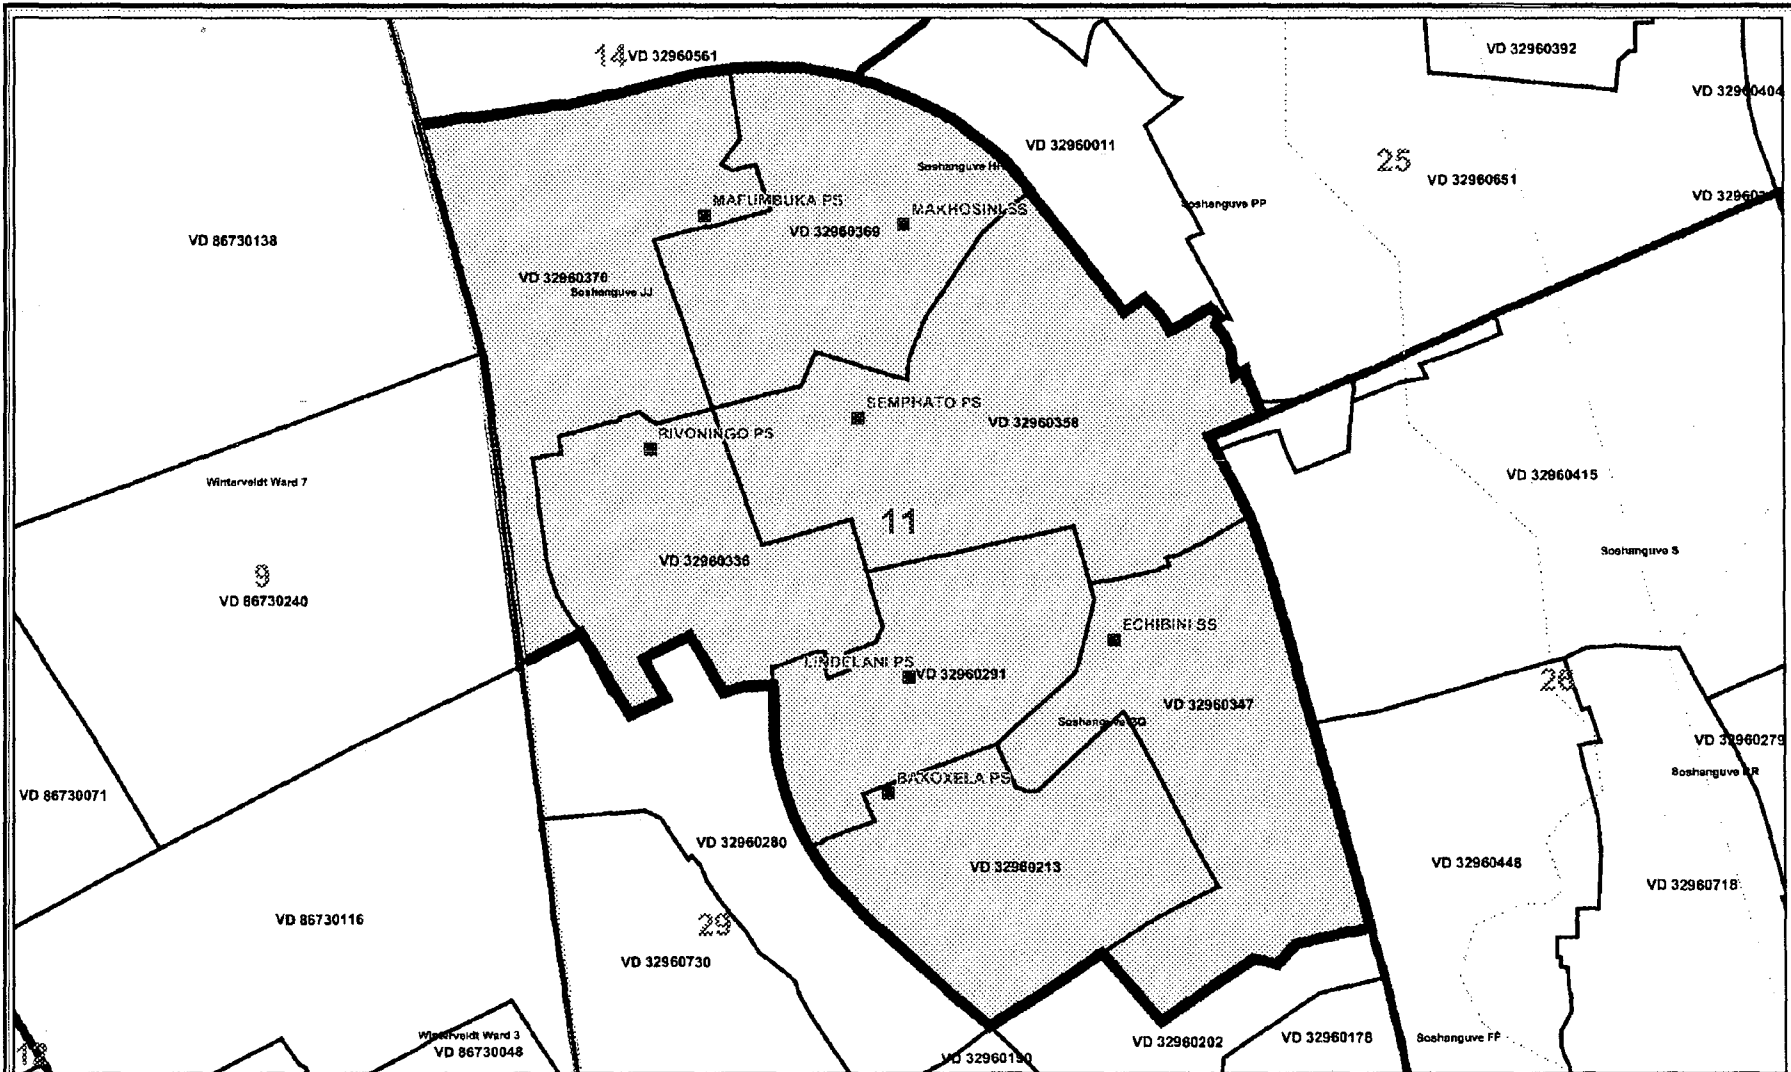 14
VD 32960561
VD 32960392
VD 32960404
VD 32960011
25
VD 32960651
Soshanguve HH
Soshanguve PP
MAFUMBUKA PS
MAKHOSINI SS
VD 32960369
VD 86730138
VD 32960370
Soshanguve JJ
SEMPHATO PS
VD 32960358
RIVONINGO PS
Winterveldt Ward 7
VD 32960415
11
VD 32960336
Soshanguve S
9
VD 86730240
ECHIBINI SS
LINDELANI PS
VD 32960291
26
VD 32960347
VD 32960279
Soshanguve RR
BAXOXELA PS
VD 86730071
VD 32960280
VD 32960213
VD 32960448
VD 32960718
VD 86730116
29
VD 32960730
Winterveldt Ward 3
VD 86730048
VD 32960190
VD 32960202
VD 32960178
Soshanguve FF